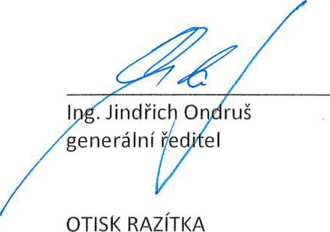 Ing. Jindřich Ondruš
generální ředitel
OTISK RAZÍTKA